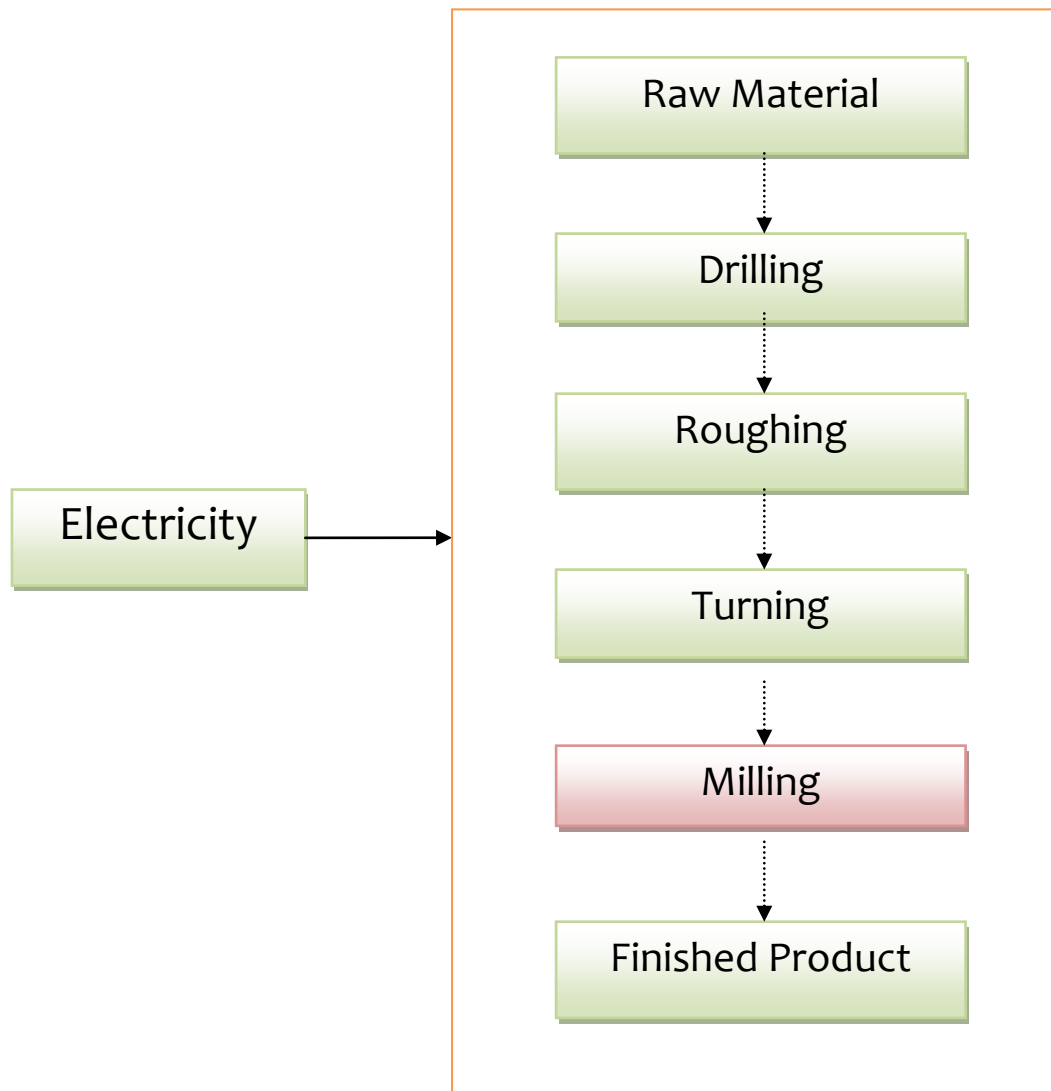 Raw Material
Drilling
Roughing
Electricity
Turning
Milling
Finished Product